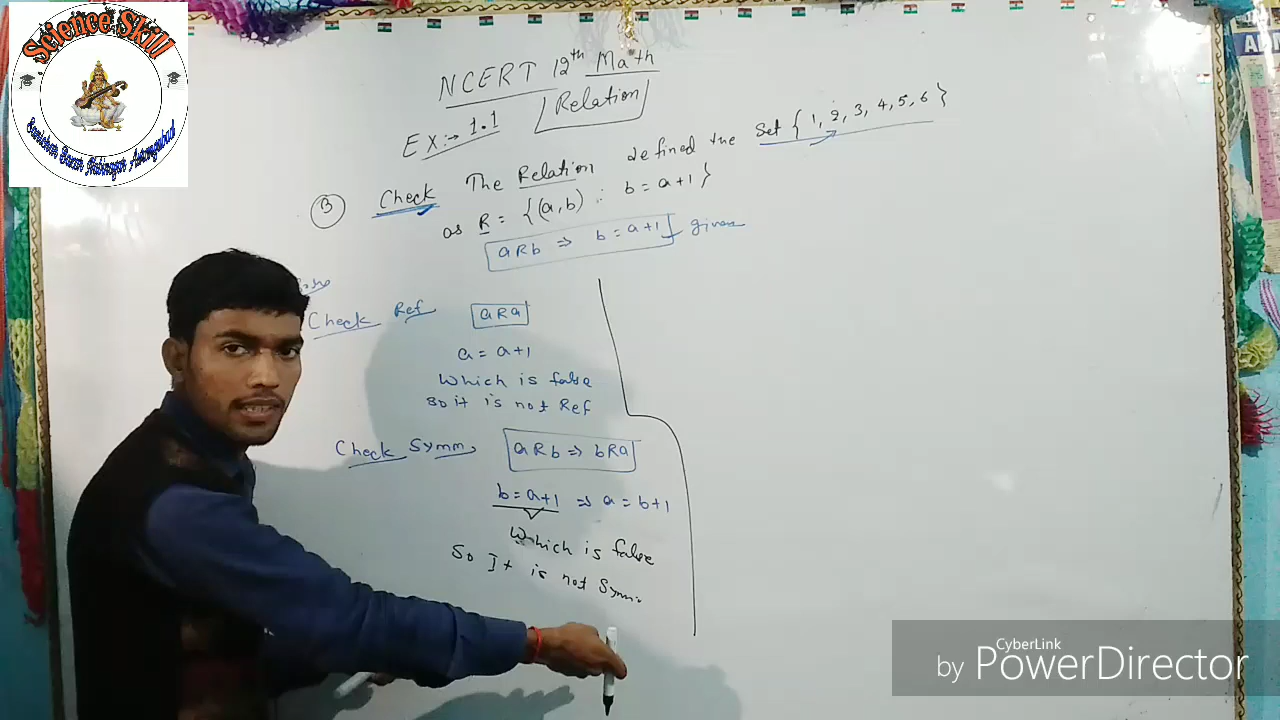 Science Skill
NCERT 12th Math
Relation
Ex:→ 1.1
③ Check The Relation defined the Set { 1, 2, 3, 4, 5, 6 }
as R = {(a,b) : b = a+1}
aRb ⇒ b = a+1 given
Check Ref aRa
a = a+1
Which is false
so it is not Ref
Check Symm aRb ⇒ bRa
b = a+1 ⇒ a = b+1
Which is false
So It is not Symm.
CyberLink
by PowerDirector